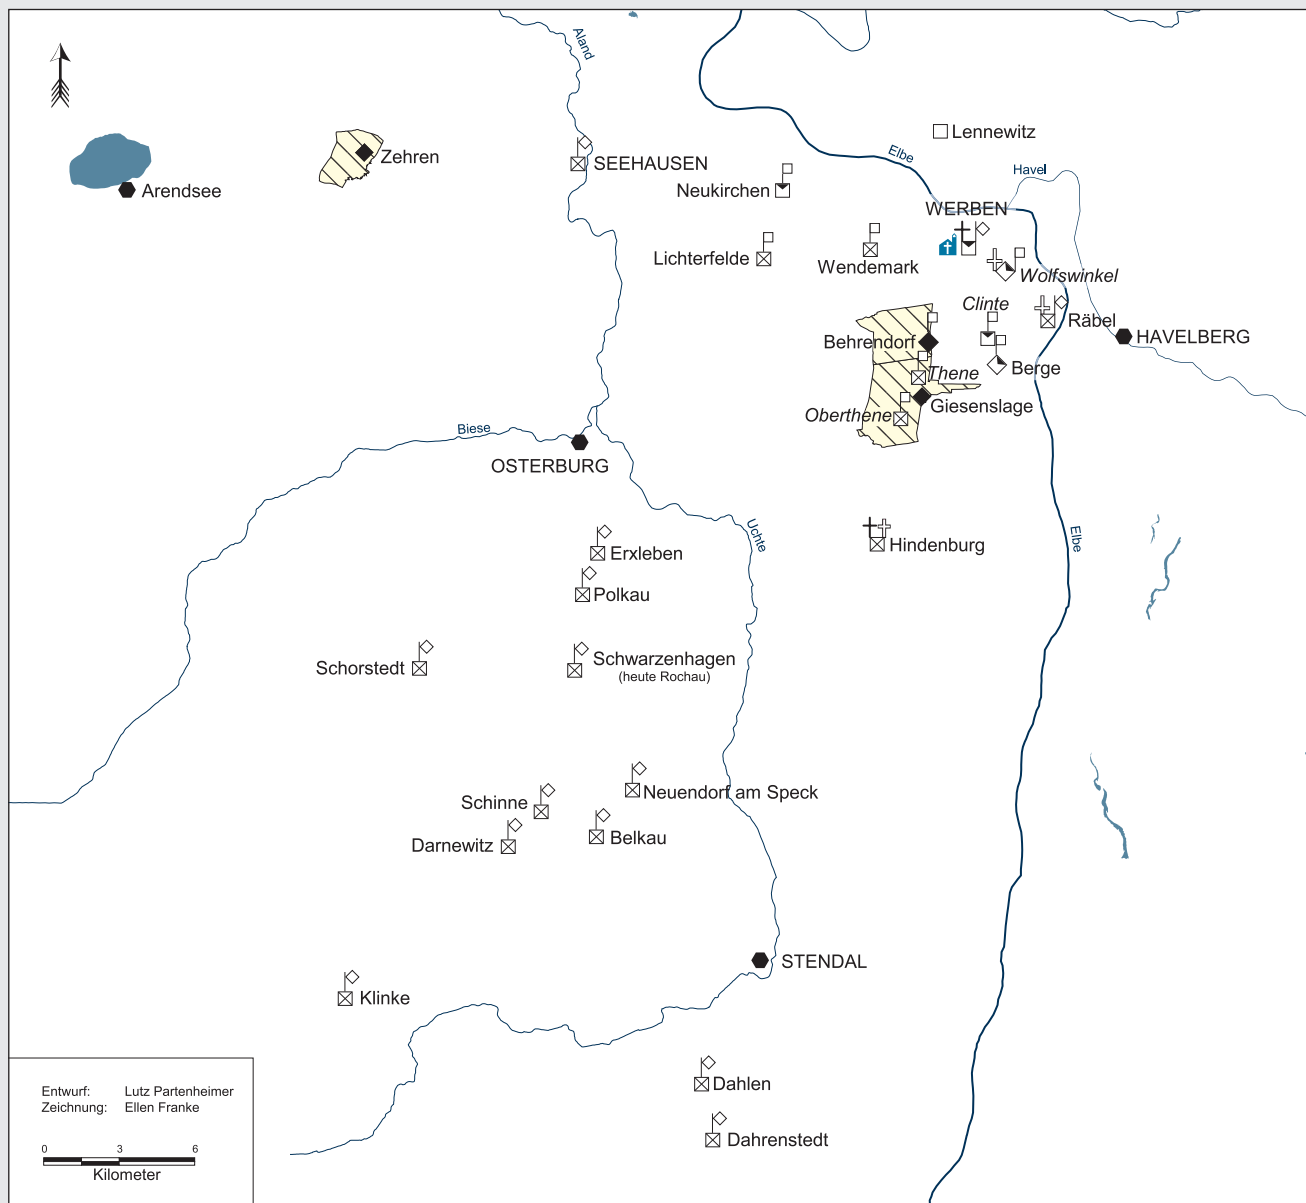 Aland
Lennewitz
Elbe
Zehren
SEEHAUSEN
Havel
Arendsee
Neukirchen
WERBEN
Lichterfelde
Wendemark
Wolfswinkel
Clinte
Räbel
HAVELBERG
Behrendorf
Berge
Thene
Giesenslage
Oberthene
Biese
OSTERBURG
Uchte
Elbe
Hindenburg
Erxleben
Polkau
Schwarzenhagen
(heute Rochau)
Schorstedt
Neuendorf am Speck
Schinne
Belkau
Darnewitz
STENDAL
Klinke
Dahlen
Dahrenstedt
Entwurf: Lutz Partenheimer
Zeichnung: Ellen Franke
0 3 6
Kilometer